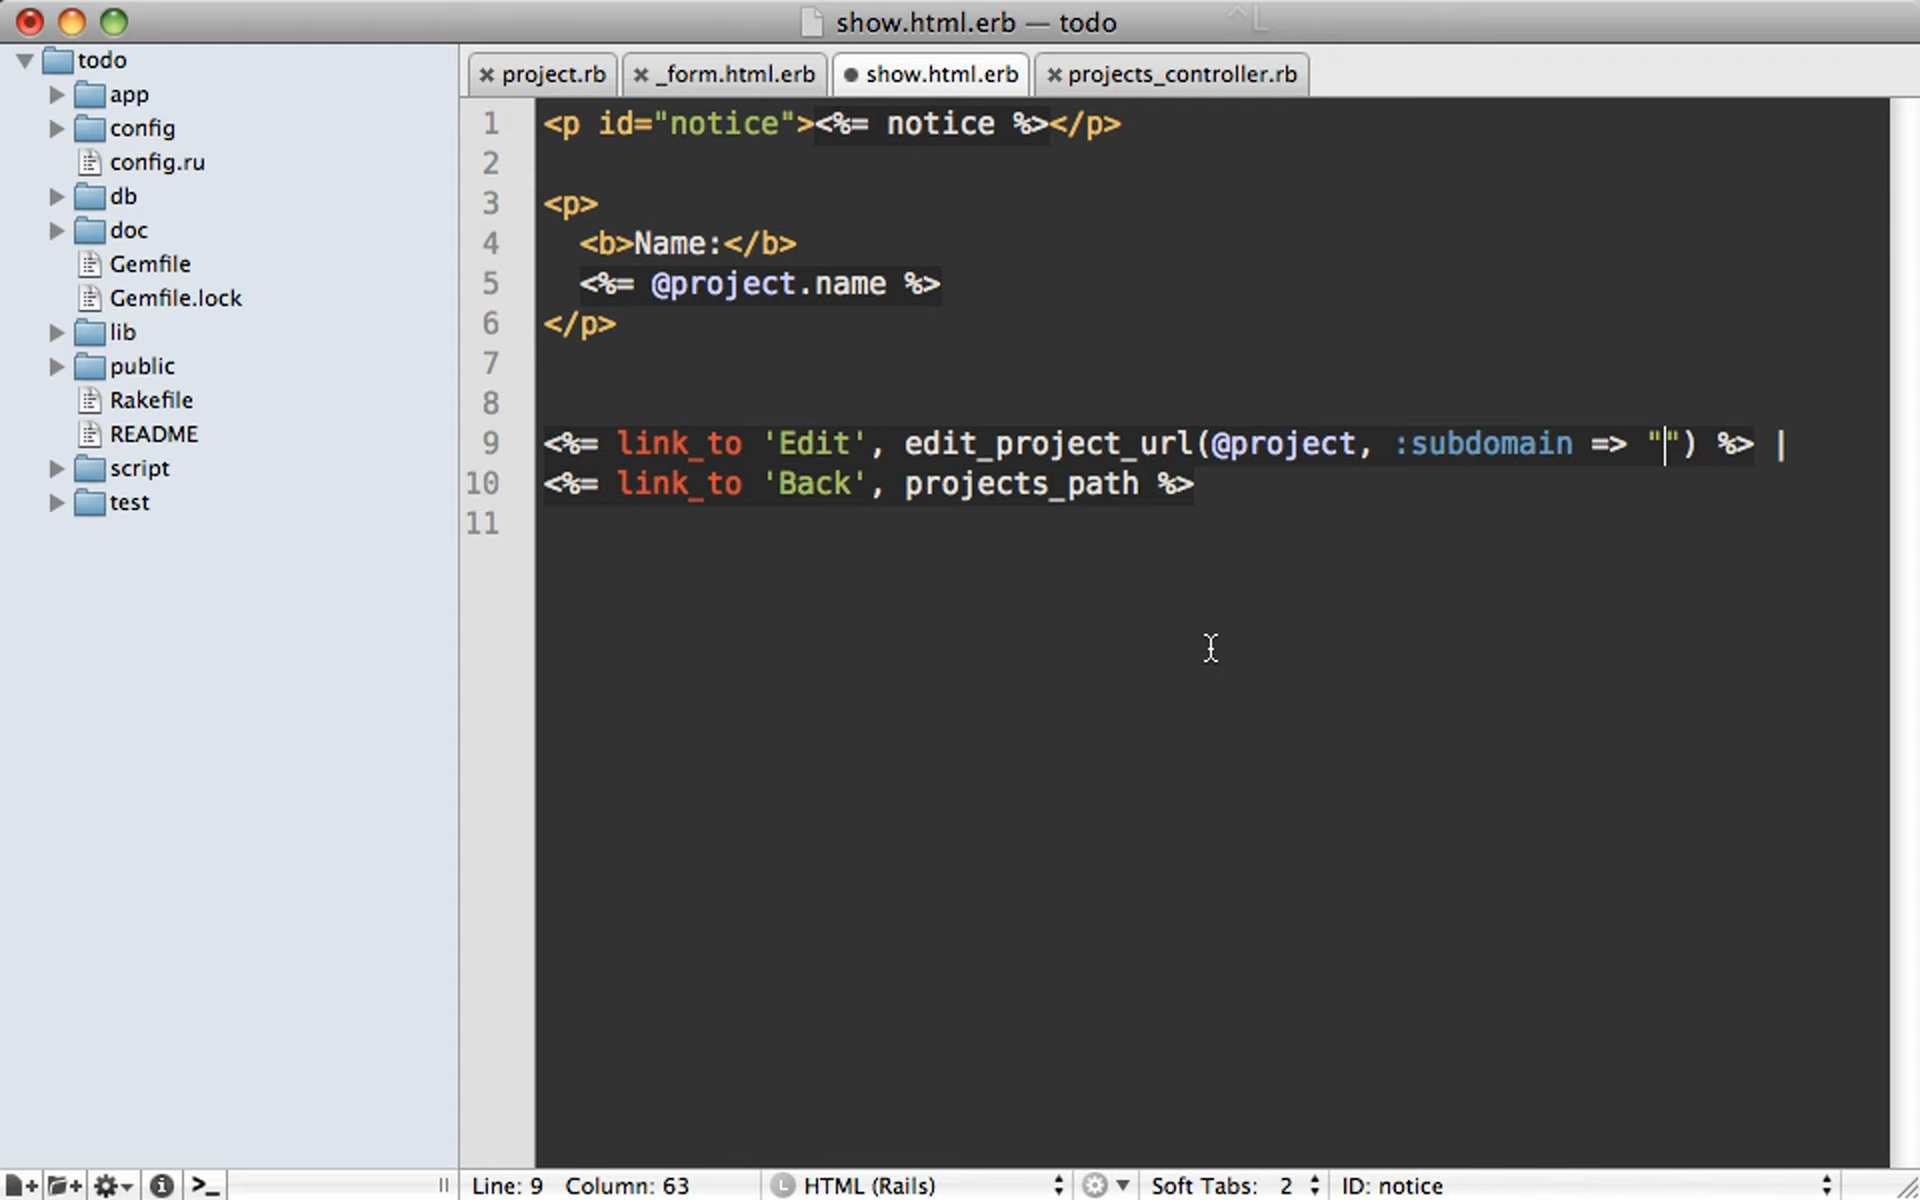 show.html.erb — todo
^L
todo
app
config
config.ru
db
doc
Gemfile
Gemfile.lock
lib
public
Rakefile
README
script
test
project.rb
_form.html.erb
show.html.erb
projects_controller.rb
1 <p id="notice"><%= notice %></p>
2
3 <p>
4   <b>Name:</b>
5   <%= @project.name %>
6 </p>
7
8
9 <%= link_to 'Edit', edit_project_url(@project, :subdomain => "") %> |
10 <%= link_to 'Back', projects_path %>
11
Line: 9 Column: 63
L HTML (Rails)
Soft Tabs: 2
ID: notice